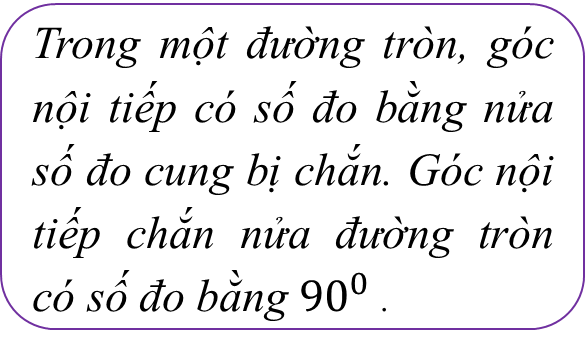 Trong một đường tròn, góc
nội tiếp có số đo bằng nửa
số đo cung bị chắn. Góc nội
tiếp chắn nửa đường tròn
có số đo bằng 90⁰ .